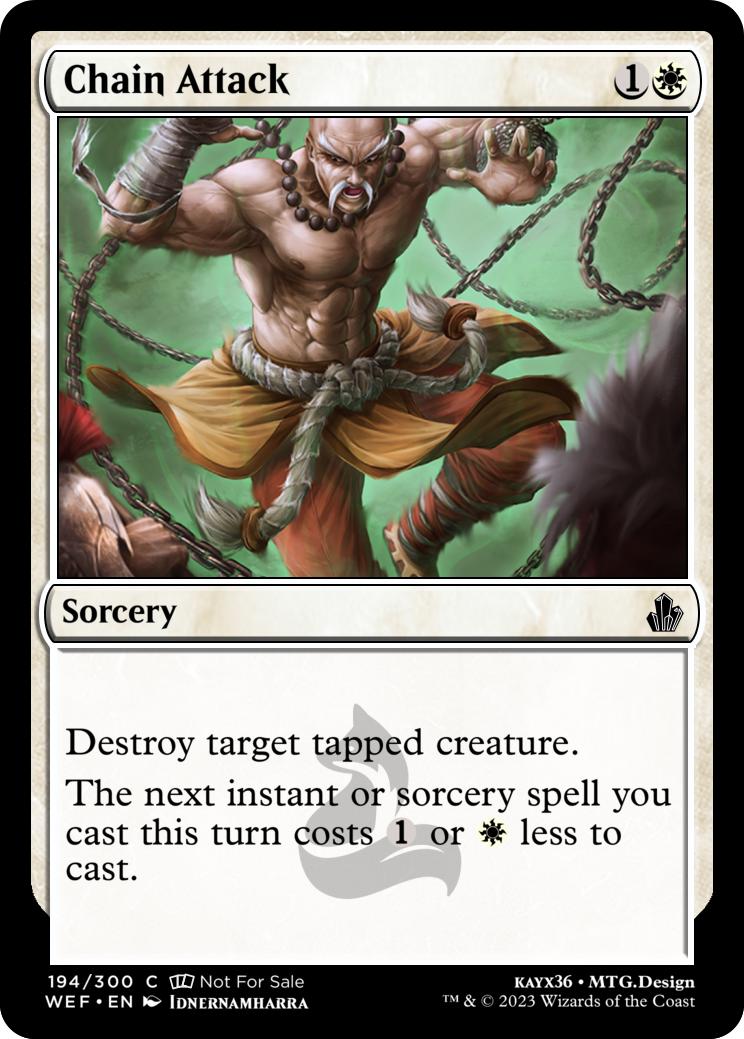 Chain Attack 1
Sorcery
Destroy target tapped creature.
The next instant or sorcery spell you
cast this turn costs 1 or less to
cast.
194/300 C Not For Sale
WEF • EN IDNERNAMHARRA
KAYX36 • MTG.Design
™ & © 2023 Wizards of the Coast